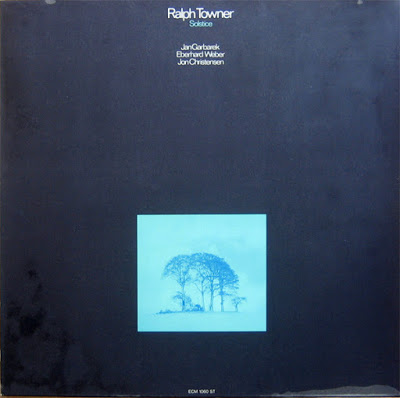 Ralph Towner
Solstice
Jan Garbarek
Eberhard Weber
Jon Christensen
ECM 1060 ST